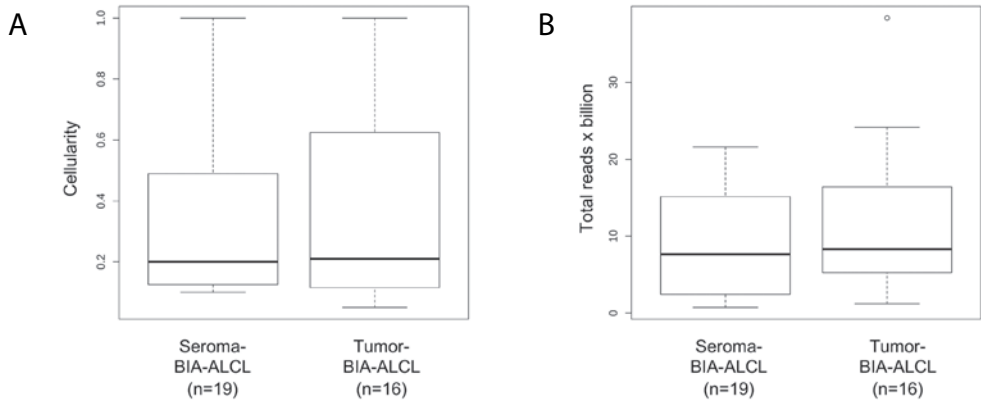 A
Cellularity
1.0
0.8
0.6
0.4
0.2
Seroma-
BIA-ALCL
(n=19)
Tumor-
BIA-ALCL
(n=16)
B
Total reads x billion
30
20
10
0
Seroma-
BIA-ALCL
(n=19)
Tumor-
BIA-ALCL
(n=16)